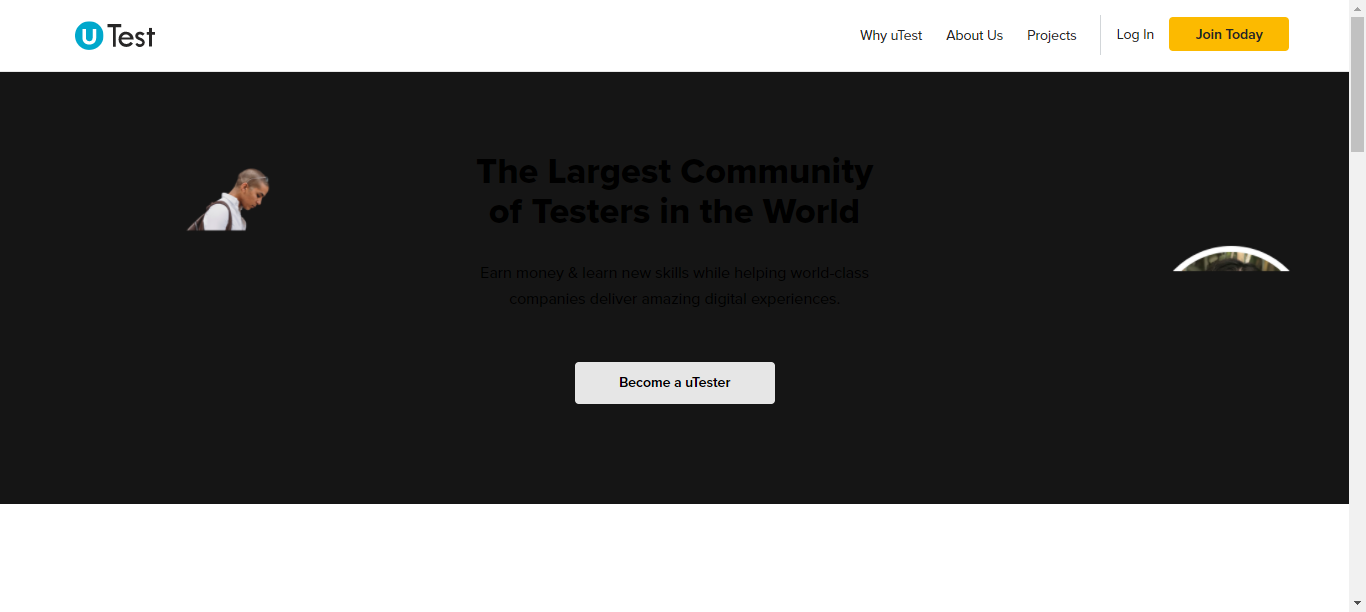 uTest
Why uTest
About Us
Projects
Log In
Join Today
The Largest Community
of Testers in the World
Earn money & learn new skills while helping world-class
companies deliver amazing digital experiences.
Become a uTester